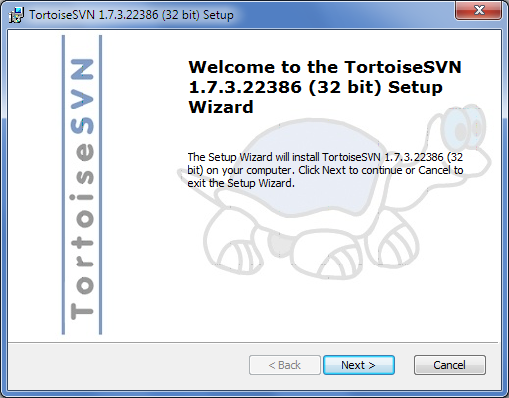 TortoiseSVN 1.7.3.22386 (32 bit) Setup
TortoiseSVN
Welcome to the TortoiseSVN
1.7.3.22386 (32 bit) Setup
Wizard
The Setup Wizard will install TortoiseSVN 1.7.3.22386 (32
bit) on your computer. Click Next to continue or Cancel to
exit the Setup Wizard.
< Back
Next >
Cancel